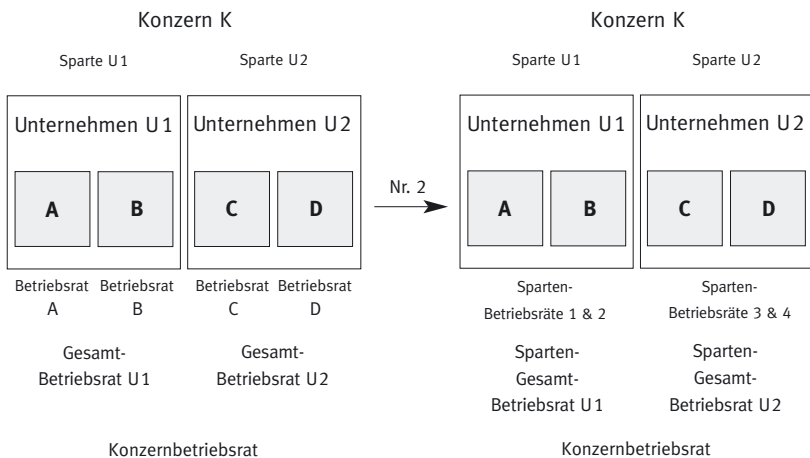 Konzern K
Sparte U1 Sparte U2
Unternehmen U1 Unternehmen U2
A B C D
Betriebsrat Betriebsrat Betriebsrat Betriebsrat
A B C D
Gesamt- Gesamt-
Betriebsrat U1 Betriebsrat U2
Konzernbetriebsrat
Nr. 2
Konzern K
Sparte U1 Sparte U2
Unternehmen U1 Unternehmen U2
A B C D
Sparten- Sparten-
Betriebsräte 1 & 2 Betriebsräte 3 & 4
Sparten- Sparten-
Gesamt- Gesamt-
Betriebsrat U1 Betriebsrat U2
Konzernbetriebsrat